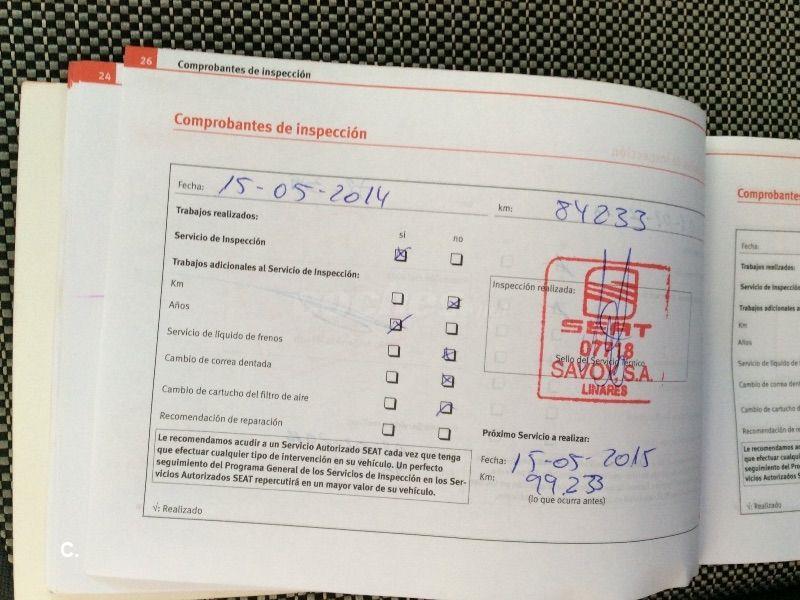 24
26 Comprobantes de inspección
Comprobantes de inspección
Fecha: 15-05-2014
km: 84233
Trabajos realizados:
si no
Servicio de Inspección
Trabajos adicionales al Servicio de Inspección:
Km
Años
Servicio de líquido de frenos
Cambio de correa dentada
Cambio de cartucho del filtro de aire
Recomendación de reparación
Inspección realizada:
SEAT
07718
Sello del Servicio Técnico
SAVOY, S.A.
LINARES
Le recomendamos acudir a un Servicio Autorizado SEAT cada vez que tenga
que efectuar cualquier tipo de intervención en su vehículo. Un perfecto
seguimiento del Programa General de los Servicios de Inspección en los Ser-
vicios Autorizados SEAT repercutirá en un mayor valor de su vehículo.
√: Realizado
Próximo Servicio a realizar:
Fecha: 15-05-2015
Km: 99,233
(lo que ocurra antes)
Comprobantes
Fecha:
Trabajos realizados:
Servicio de Inspección
Trabajos adicionales
Km
Años
Servicio de líquido de
Cambio de correa den
Cambio de cartucho d
Recomendación de re
Le recomendamos a
que efectuar cualqui
seguimiento del Pro
vicios Autorizados S
√: Realizado
C.